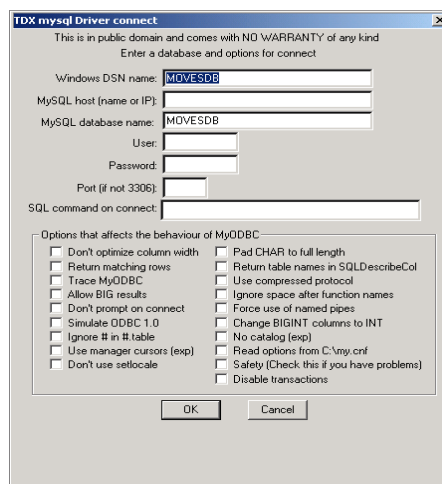 TDX mysql Driver connect
This is in public domain and comes with NO WARRANTY of any kind
Enter a database and options for connect
Windows DSN name: MOVESDB
MySQL host (name or IP):
MySQL database name: MOVESDB
User:
Password:
Port (if not 3306):
SQL command on connect:
Options that affects the behaviour of MyODBC
Don't optimize column width
Return matching rows
Trace MyODBC
Allow BIG results
Don't prompt on connect
Simulate ODBC 1.0
Ignore # in #.table
Use manager cursors (exp)
Don't use setlocale
Pad CHAR to full length
Return table names in SQLDescribeCol
Use compressed protocol
Ignore space after function names
Force use of named pipes
Change BIGINT columns to INT
No catalog (exp)
Read options from C:\my.cnf
Safety (Check this if you have problems)
Disable transactions
OK
Cancel